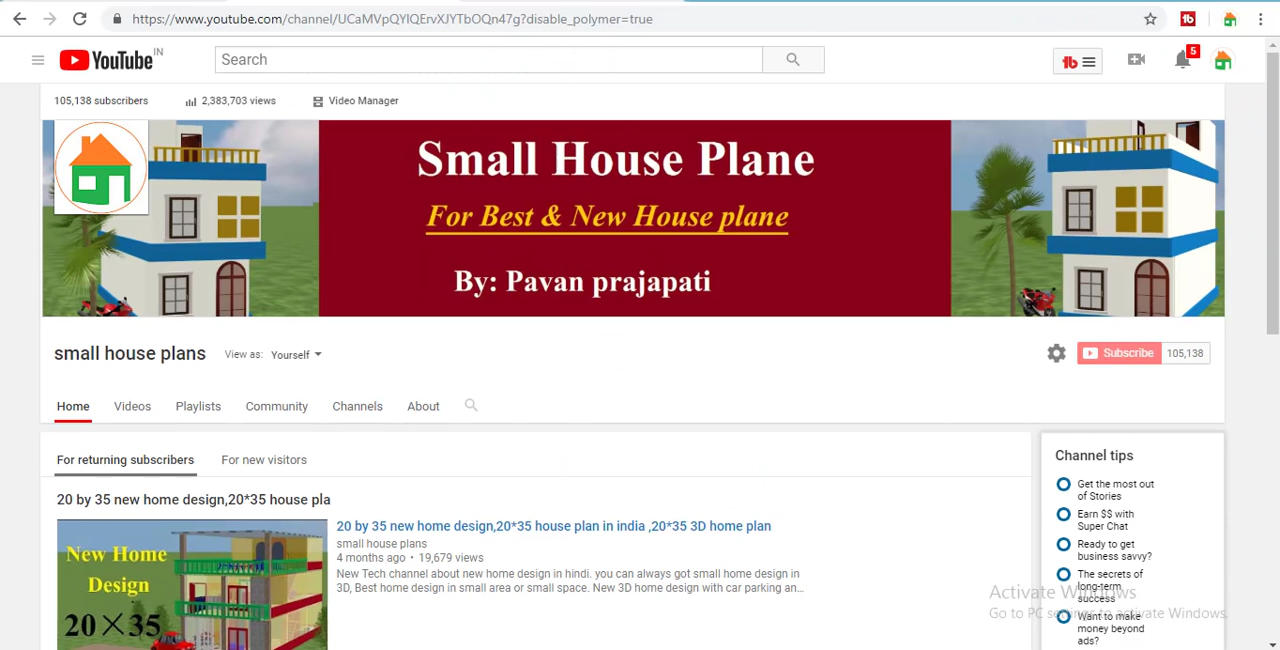 https://www.youtube.com/channel/UCaMVpQYlQErvXJYTbOQn47g?disable_polymer=true
YouTube IN
Search
5
105,138 subscribers
2,383,703 views
Video Manager
Small House Plane
For Best & New House plane
By: Pavan prajapati
small house plans
View as: Yourself
Subscribe 105,138
Home
Videos
Playlists
Community
Channels
About
For returning subscribers
For new visitors
20 by 35 new home design,20*35 house pla
New Home
Design
20×35
20 by 35 new home design,20*35 house plan in india ,20*35 3D home plan
small house plans
4 months ago • 19,679 views
New Tech channel about new home design in hindi. you can always got small home design in
3D, Best home design in small area or small space. New 3D home design with car parking an...
Channel tips
Get the most out
of Stories
Earn $$ with
Super Chat
Ready to get
business savvy?
The secrets of
long-term
success
Want to make
money beyond
ads?
Activate Windows
Go to PC settings to activate Windows.